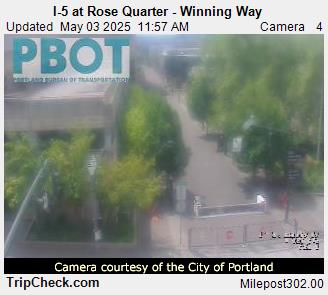 I-5 at Rose Quarter - Winning Way
Updated May 03 2025 11:57 AM Camera 4
PBOT
PORTLAND BUREAU OF TRANSPORTATION
Camera courtesy of the City of Portland
TripCheck.com Milepost302.00